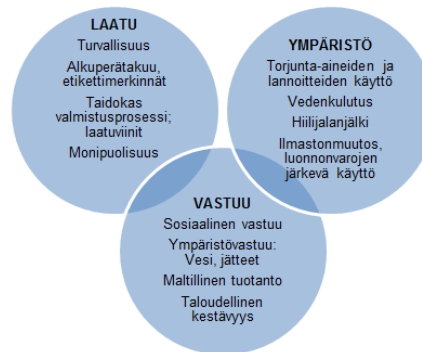 LAATU
Turvallisuus
Alkuperätakuu,
etikettimerkinnät
Taidokas
valmistusprosessi;
laatuviinit
Monipuolisuus
YMPÄRISTÖ
Torjunta-aineiden ja
lannoitteiden käyttö
Vedenkulutus
Hiilijalanjälki
Ilmastonmuutos,
luonnonvarojen
järkevä käyttö
VASTUU
Sosiaalinen vastuu
Ympäristövastuu:
Vesi, jätteet
Maltillinen tuotanto
Taloudellinen
kestävyys